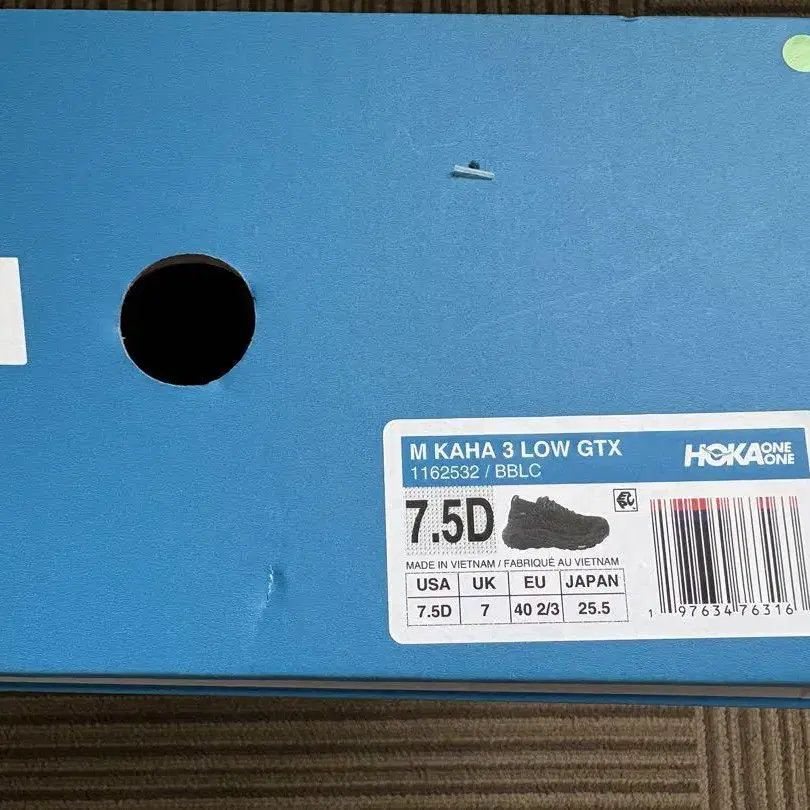 M KAHA 3 LOW GTX
1162532 / BBLC
HOKA ONE ONE
7.5D
MADE IN VIETNAM / FABRIQUÉ AU VIETNAM
USA UK EU JAPAN
7.5D 7 40 2/3 25.5
1 97634 76316